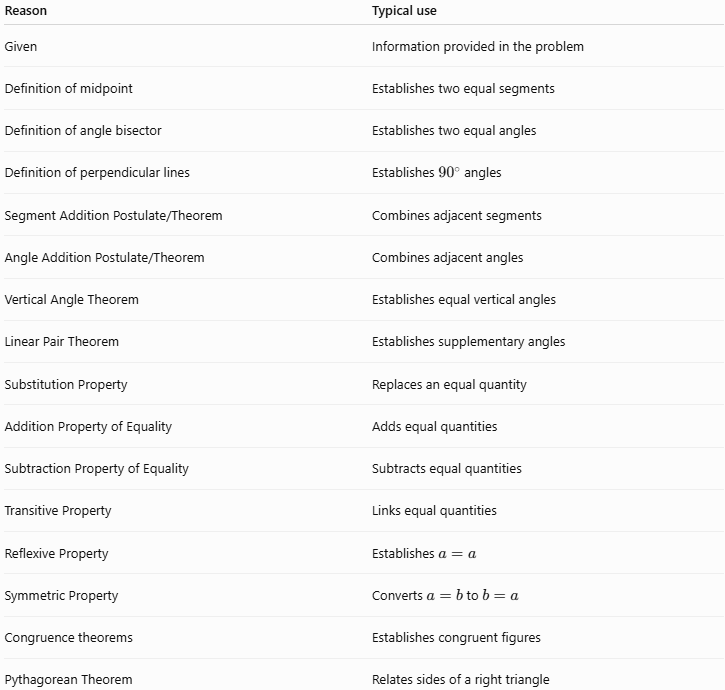 Reason Typical use
Given Information provided in the problem
Definition of midpoint Establishes two equal segments
Definition of angle bisector Establishes two equal angles
Definition of perpendicular lines Establishes 90° angles
Segment Addition Postulate/Theorem Combines adjacent segments
Angle Addition Postulate/Theorem Combines adjacent angles
Vertical Angle Theorem Establishes equal vertical angles
Linear Pair Theorem Establishes supplementary angles
Substitution Property Replaces an equal quantity
Addition Property of Equality Adds equal quantities
Subtraction Property of Equality Subtracts equal quantities
Transitive Property Links equal quantities
Reflexive Property Establishes a = a
Symmetric Property Converts a = b to b = a
Congruence theorems Establishes congruent figures
Pythagorean Theorem Relates sides of a right triangle